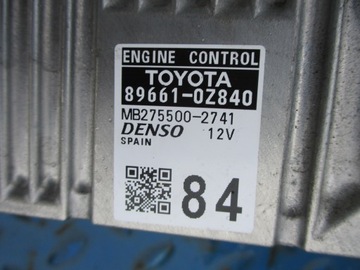 ENGINE CONTROL
TOYOTA
89661-0Z840
MB275500-2741
DENSO 12V
SPAIN
84